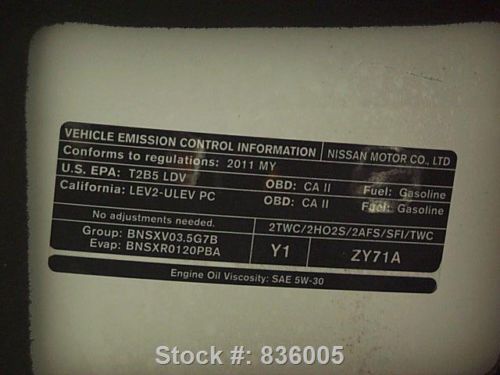 VEHICLE EMISSION CONTROL INFORMATION NISSAN MOTOR CO., LTD
Conforms to regulations: 2011 MY
U.S. EPA: T2B5 LDV OBD: CA II Fuel: Gasoline
California: LEV2-ULEV PC OBD: CA II Fuel: Gasoline
No adjustments needed. 2TWC/2HO2S/2AFS/SFI/TWC
Group: BNSXV03.5G7B Y1 ZY71A
Evap: BNSXR0120PBA
Engine Oil Viscosity: SAE 5W-30
Stock #: 836005